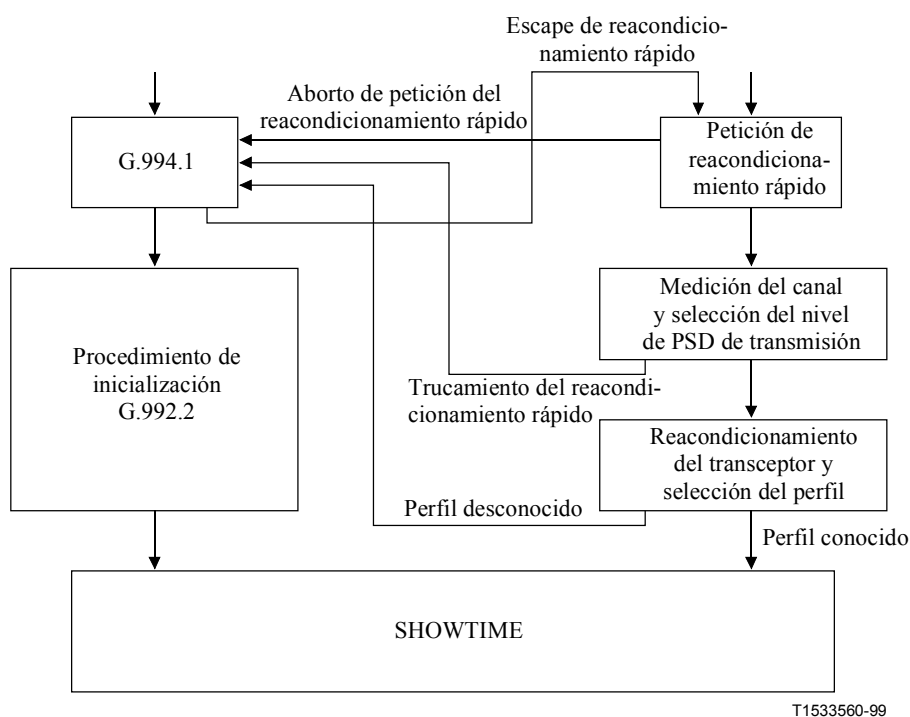 Escape de reacondicio-
namiento rápido
Aborto de petición del
reacondicionamiento rápido
G.994.1
Petición de
reacondiciona-
miento rápido
Medición del canal
y selección del nivel
de PSD de transmisión
Procedimiento de
inicialización
G.992.2
Trucamiento del reacondi-
cionamiento rápido
Reacondicionamiento
del transceptor y
selección del perfil
Perfil desconocido
Perfil conocido
SHOWTIME
T1533560-99